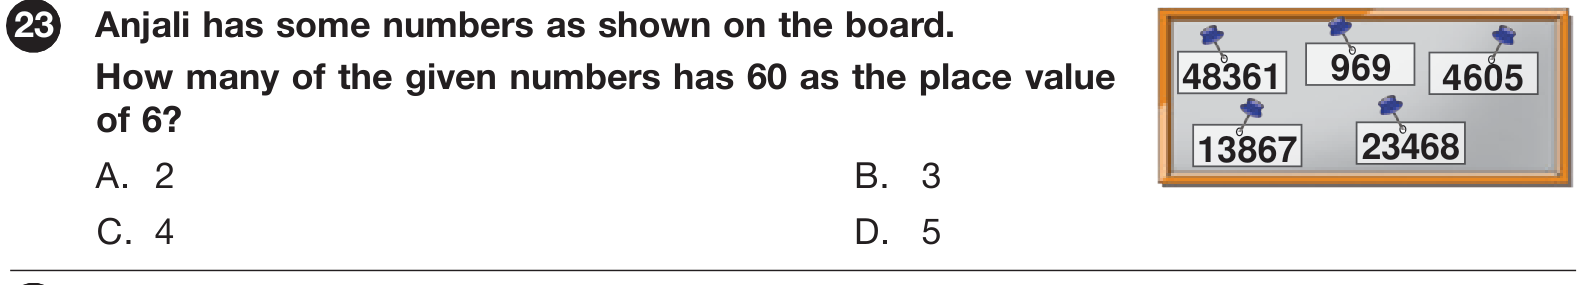 23 Anjali has some numbers as shown on the board.
How many of the given numbers has 60 as the place value
of 6?
A. 2
B. 3
C. 4
D. 5
48361
969
4605
13867
23468